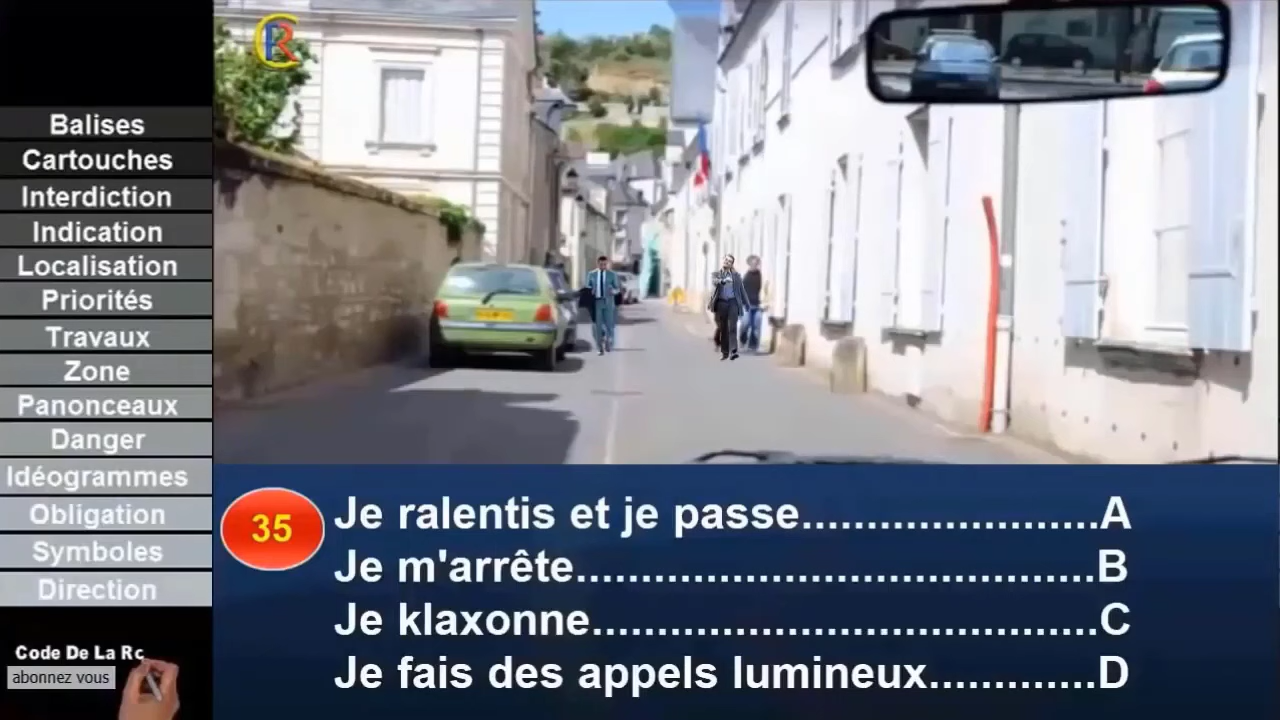 PR
Balises
Cartouches
Interdiction
Indication
Localisation
Priorités
Travaux
Zone
Panonceaux
Danger
Idéogrammes
Obligation
Symboles
Direction
Code De La Rc
abonnez vous
35
Je ralentis et je passe.......................A
Je m'arrête........................................B
Je klaxonne.......................................C
Je fais des appels lumineux.............D